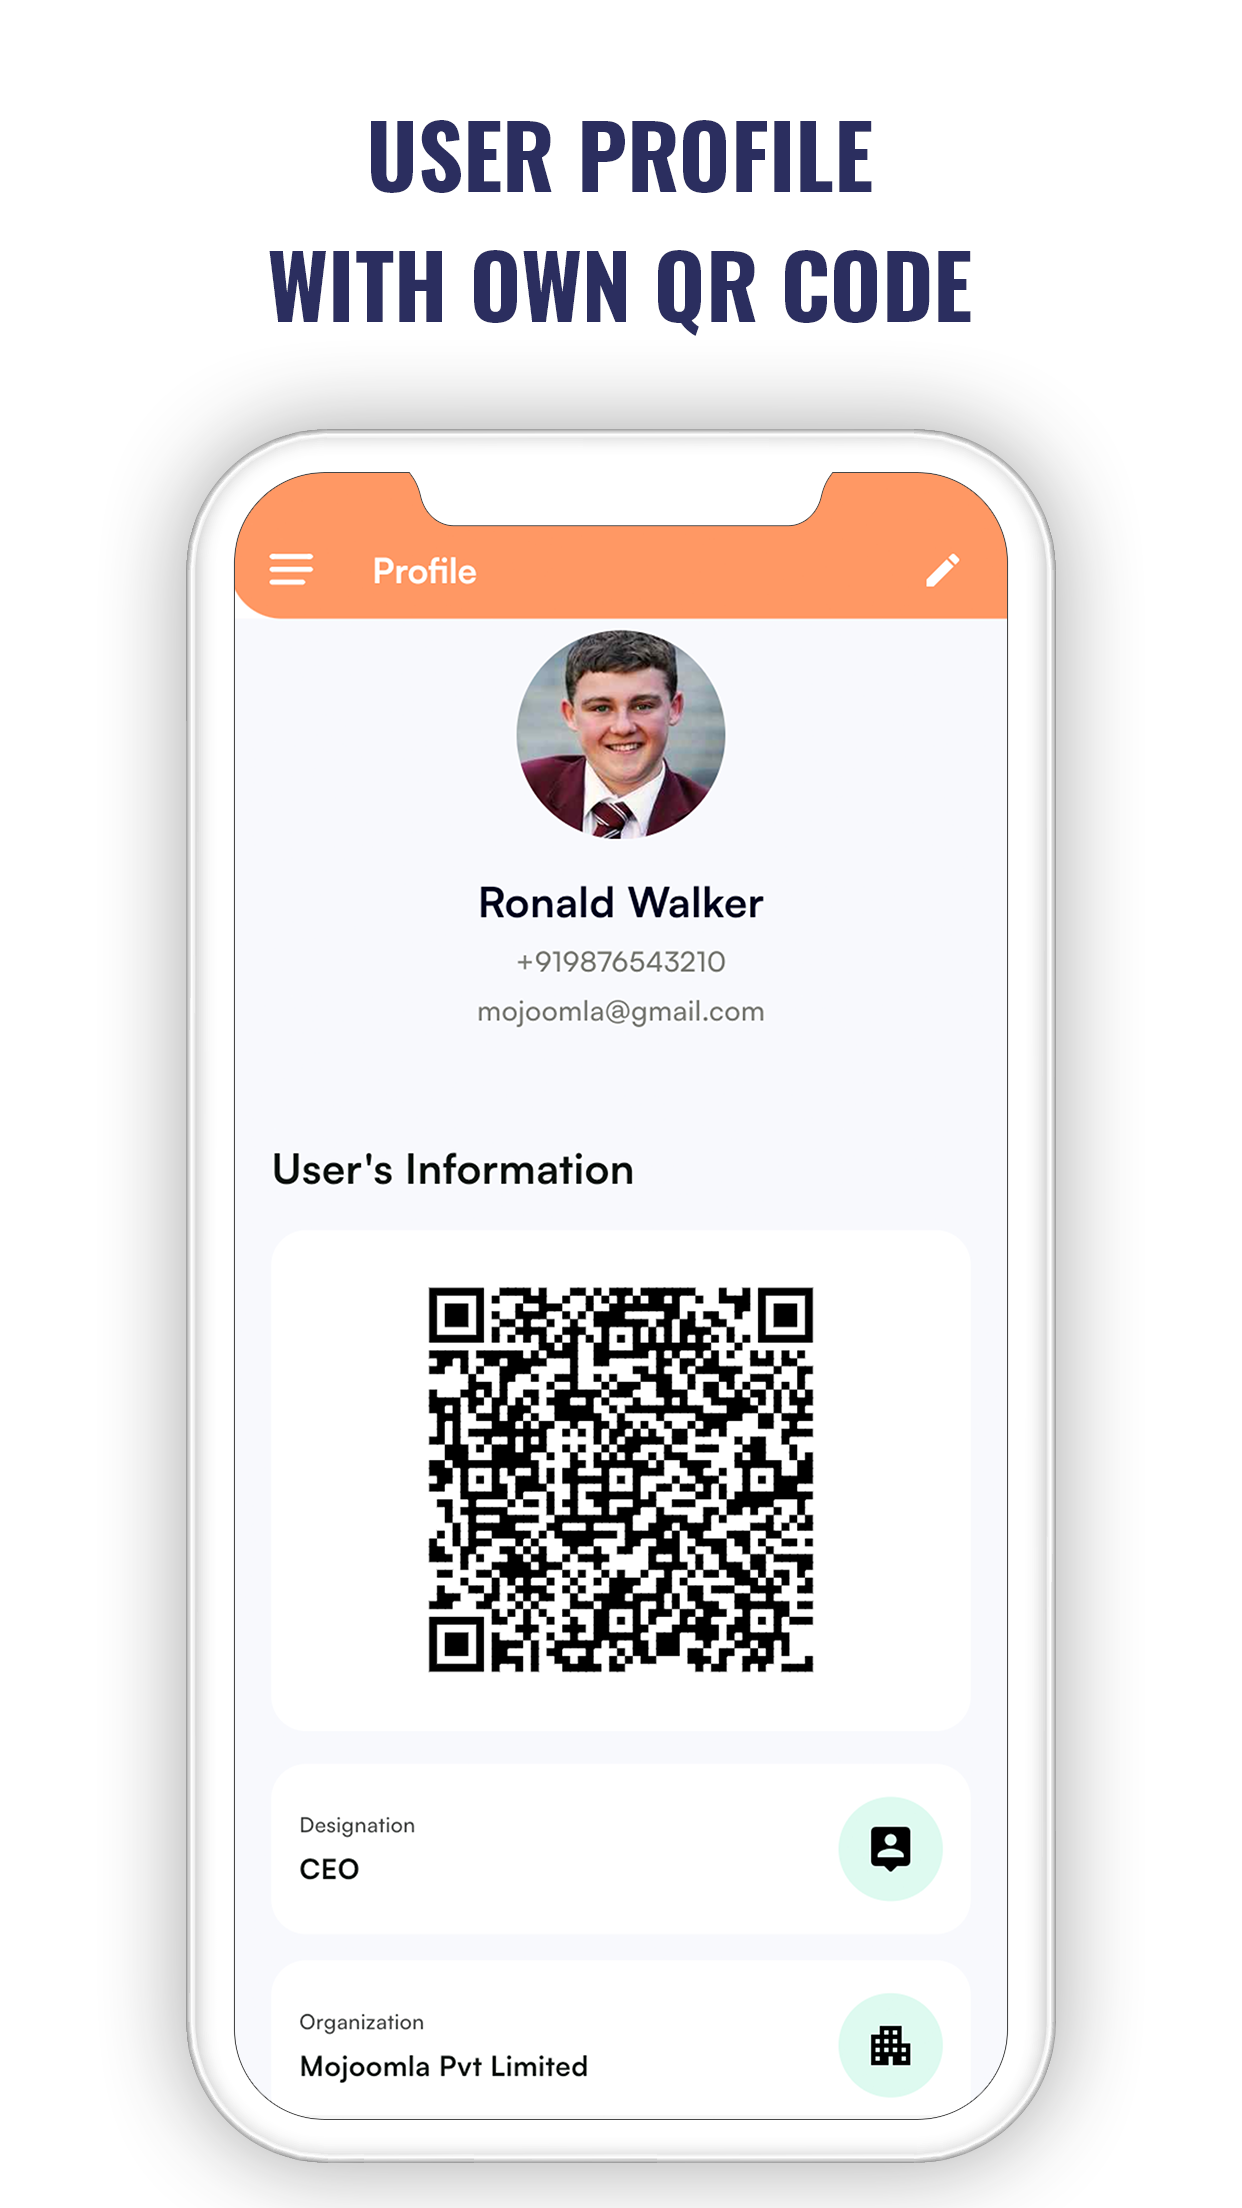 USER PROFILE
WITH OWN QR CODE
Profile
Ronald Walker
+919876543210
mojoomla@gmail.com
User's Information
Designation
CEO
Organization
Mojoomla Pvt Limited